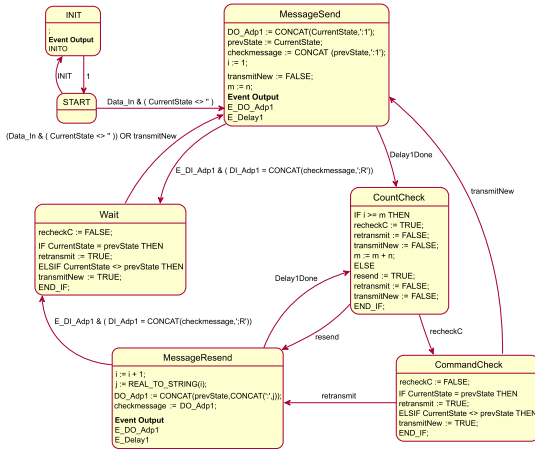 INIT
;
Event Output
INITO
INIT
1
START
Data_In & ( CurrentState <> '' )
MessageSend
DO_Adp1 := CONCAT(CurrentState,':1');
prevState := CurrentState;
checkmessage := CONCAT (prevState,':1');
i := 1;
transmitNew := FALSE;
m := n;
Event Output
E_DO_Adp1
E_Delay1
(Data_In & ( CurrentState <> '' )) OR transmitNew
E_DI_Adp1 & ( DI_Adp1 = CONCAT(checkmessage,';R'))
Delay1Done
transmitNew
Wait
recheckC := FALSE;
IF CurrentState = prevState THEN
retransmit := TRUE;
ELSIF CurrentState <> prevState THEN
transmitNew := TRUE;
END_IF;
CountCheck
IF i >= m THEN
recheckC := TRUE;
retransmit := FALSE;
transmitNew := FALSE;
m := m + n;
ELSE
resend := TRUE;
retransmit := FALSE;
transmitNew := FALSE;
END_IF;
Delay1Done
E_DI_Adp1 & ( DI_Adp1 = CONCAT(checkmessage,';R'))
resend
recheckC
MessageResend
i := i + 1;
j := REAL_TO_STRING(i);
DO_Adp1 := CONCAT(prevState,CONCAT(':',j));
checkmessage := DO_Adp1;
Event Output
E_DO_Adp1
E_Delay1
retransmit
CommandCheck
recheckC := FALSE;
IF CurrentState = prevState THEN
retransmit := TRUE;
ELSIF CurrentState <> prevState THEN
transmitNew := TRUE;
END_IF;